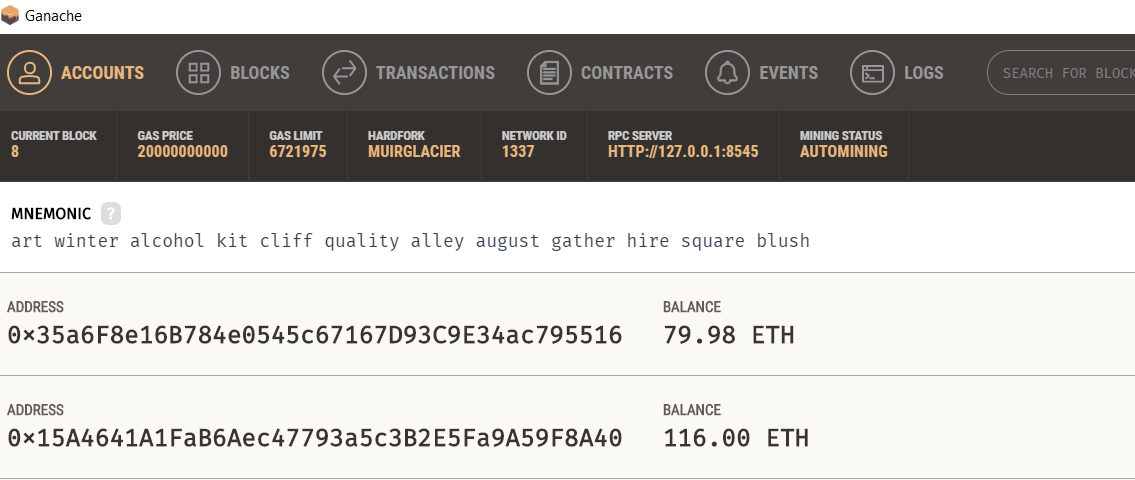 Ganache
ACCOUNTS BLOCKS TRANSACTIONS CONTRACTS EVENTS LOGS SEARCH FOR BLOCK
CURRENT BLOCK GAS PRICE GAS LIMIT HARDFORK NETWORK ID RPC SERVER MINING STATUS
8 20000000000 6721975 MUIRGLACIER 1337 HTTP://127.0.0.1:8545 AUTOMINING
MNEMONIC ?
art winter alcohol kit cliff quality alley august gather hire square blush
ADDRESS BALANCE
0x35a6F8e16B784e0545c67167D93C9E34ac795516 79.98 ETH
ADDRESS BALANCE
0x15A4641A1FaB6Aec47793a5c3B2E5Fa9A59F8A40 116.00 ETH